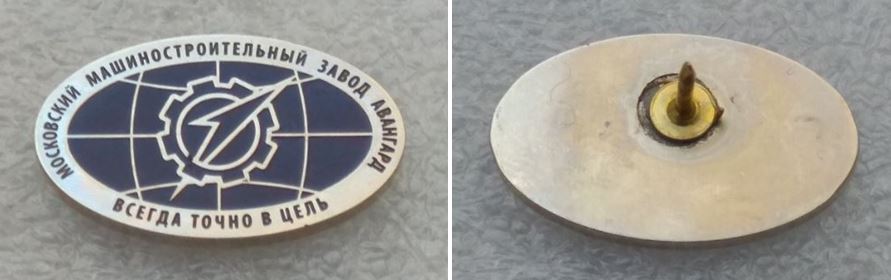 МОСКОВСКИЙ МАШИНОСТРОИТЕЛЬНЫЙ ЗАВОД АВАНГАРД
ВСЕГДА ТОЧНО В ЦЕЛЬ